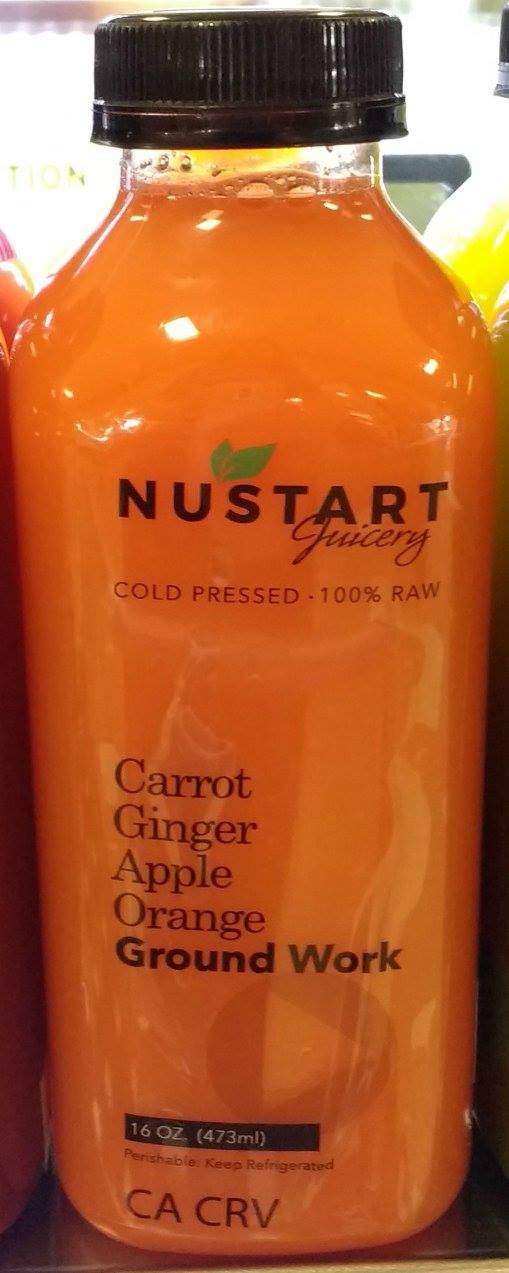 TION
NUSTART
Juicery
COLD PRESSED · 100% RAW
Carrot
Ginger
Apple
Orange
Ground Work
16 OZ. (473ml)
Perishable: Keep Refrigerated
CA CRV